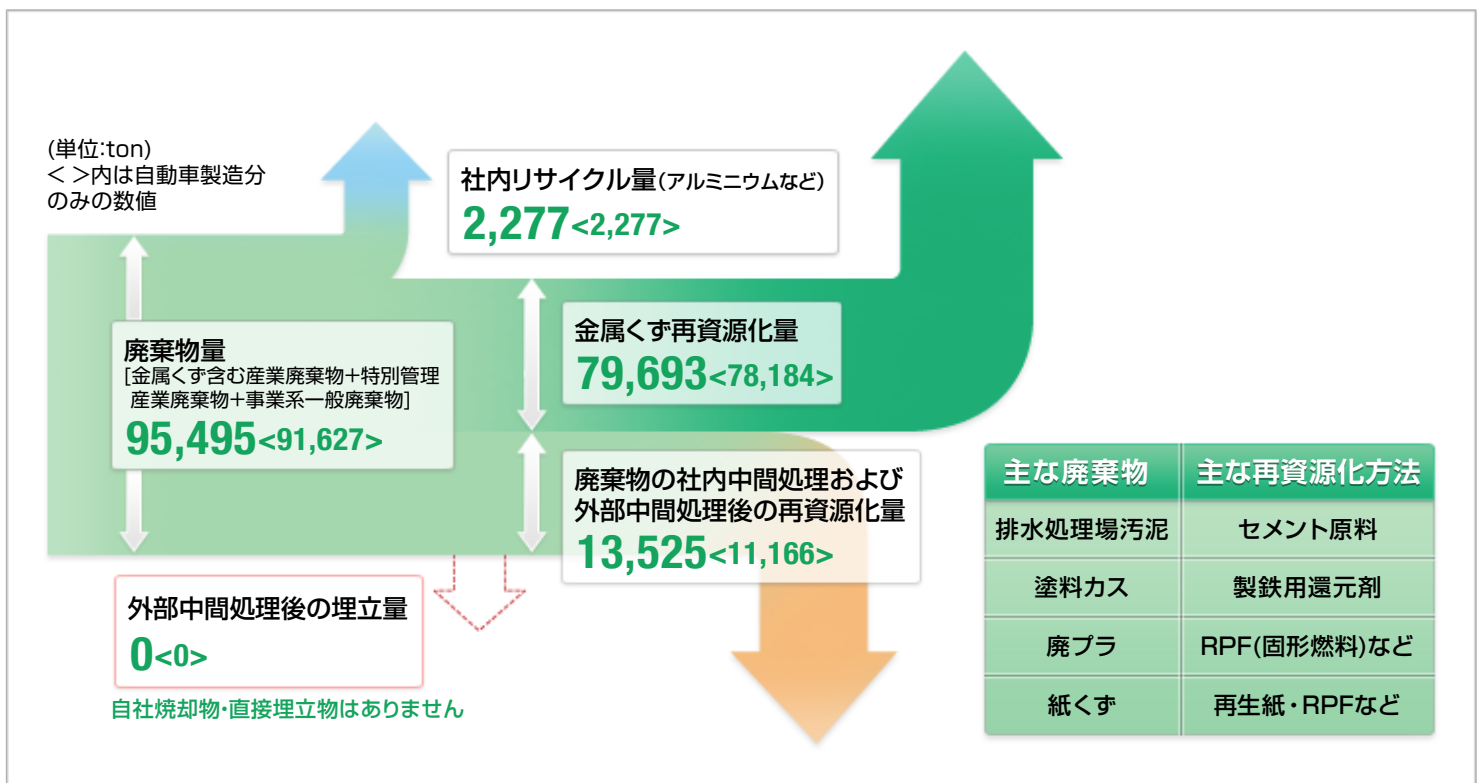 (単位:ton)
< >内は自動車製造分
のみの数値
社内リサイクル量(アルミニウムなど)
2,277<2,277>
廃棄物量
[金属くず含む産業廃棄物+特別管理
産業廃棄物+事業系一般廃棄物]
95,495<91,627>
金属くず再資源化量
79,693<78,184>
廃棄物の社内中間処理および
外部中間処理後の再資源化量
13,525<11,166>
外部中間処理後の埋立量
0<0>
自社焼却物・直接埋立物はありません
主な廃棄物 主な再資源化方法
排水処理場汚泥 セメント原料
塗料カス 製鉄用還元剤
廃プラ RPF(固形燃料)など
紙くず 再生紙・RPFなど